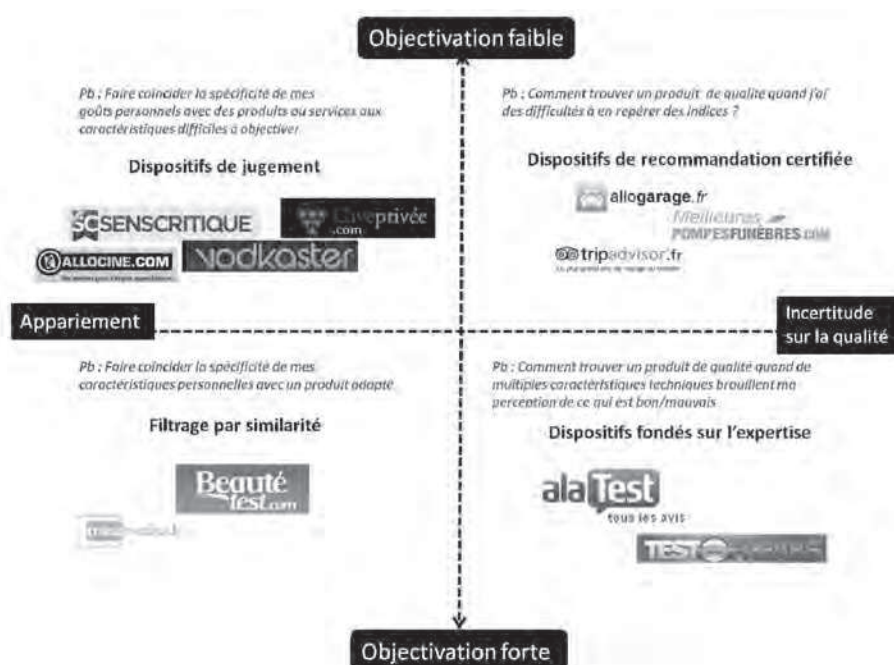 Objectivation faible
Pb : Faire coïncider la spécificité de mes
goûts personnels avec des produits ou services aux
caractéristiques difficiles à objectiver
Dispositifs de jugement
SC SENSCRITIQUE
Caveprivée
.com
ALLOCINE.COM
vodkaster
Pb : Comment trouver un produit de qualité quand j'ai
des difficultés à en repérer des indices ?
Dispositifs de recommandation certifiée
allogarage.fr
Meilleures
POMPESFUNÈBRES.COM
tripadvisor.fr
Appariement
Incertitude
sur la qualité
Pb : Faire coïncider la spécificité de mes
caractéristiques personnelles avec un produit adapté
Filtrage par similarité
Beauté
test.com
Pb : Comment trouver un produit de qualité quand de
multiples caractéristiques techniques brouillent ma
perception de ce qui est bon/mauvais
Dispositifs fondés sur l'expertise
alaTest
tous les avis
TEST
Objectivation forte